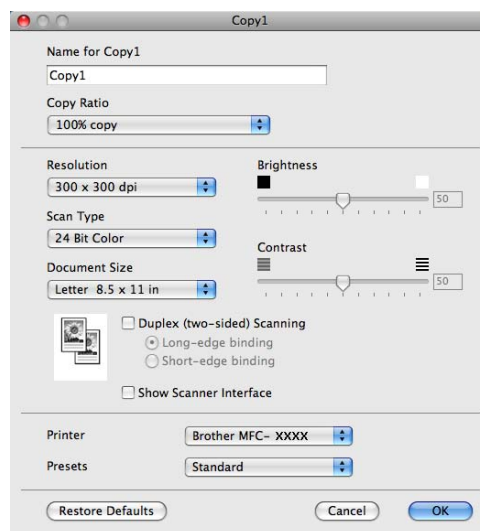 Copy1
Name for Copy1
Copy1
Copy Ratio
100% copy
Resolution
300 x 300 dpi
Scan Type
24 Bit Color
Document Size
Letter 8.5 x 11 in
Brightness
50
Contrast
50
Duplex (two-sided) Scanning
Long-edge binding
Short-edge binding
Show Scanner Interface
Printer
Brother MFC- XXXX
Presets
Standard
Restore Defaults
Cancel
OK